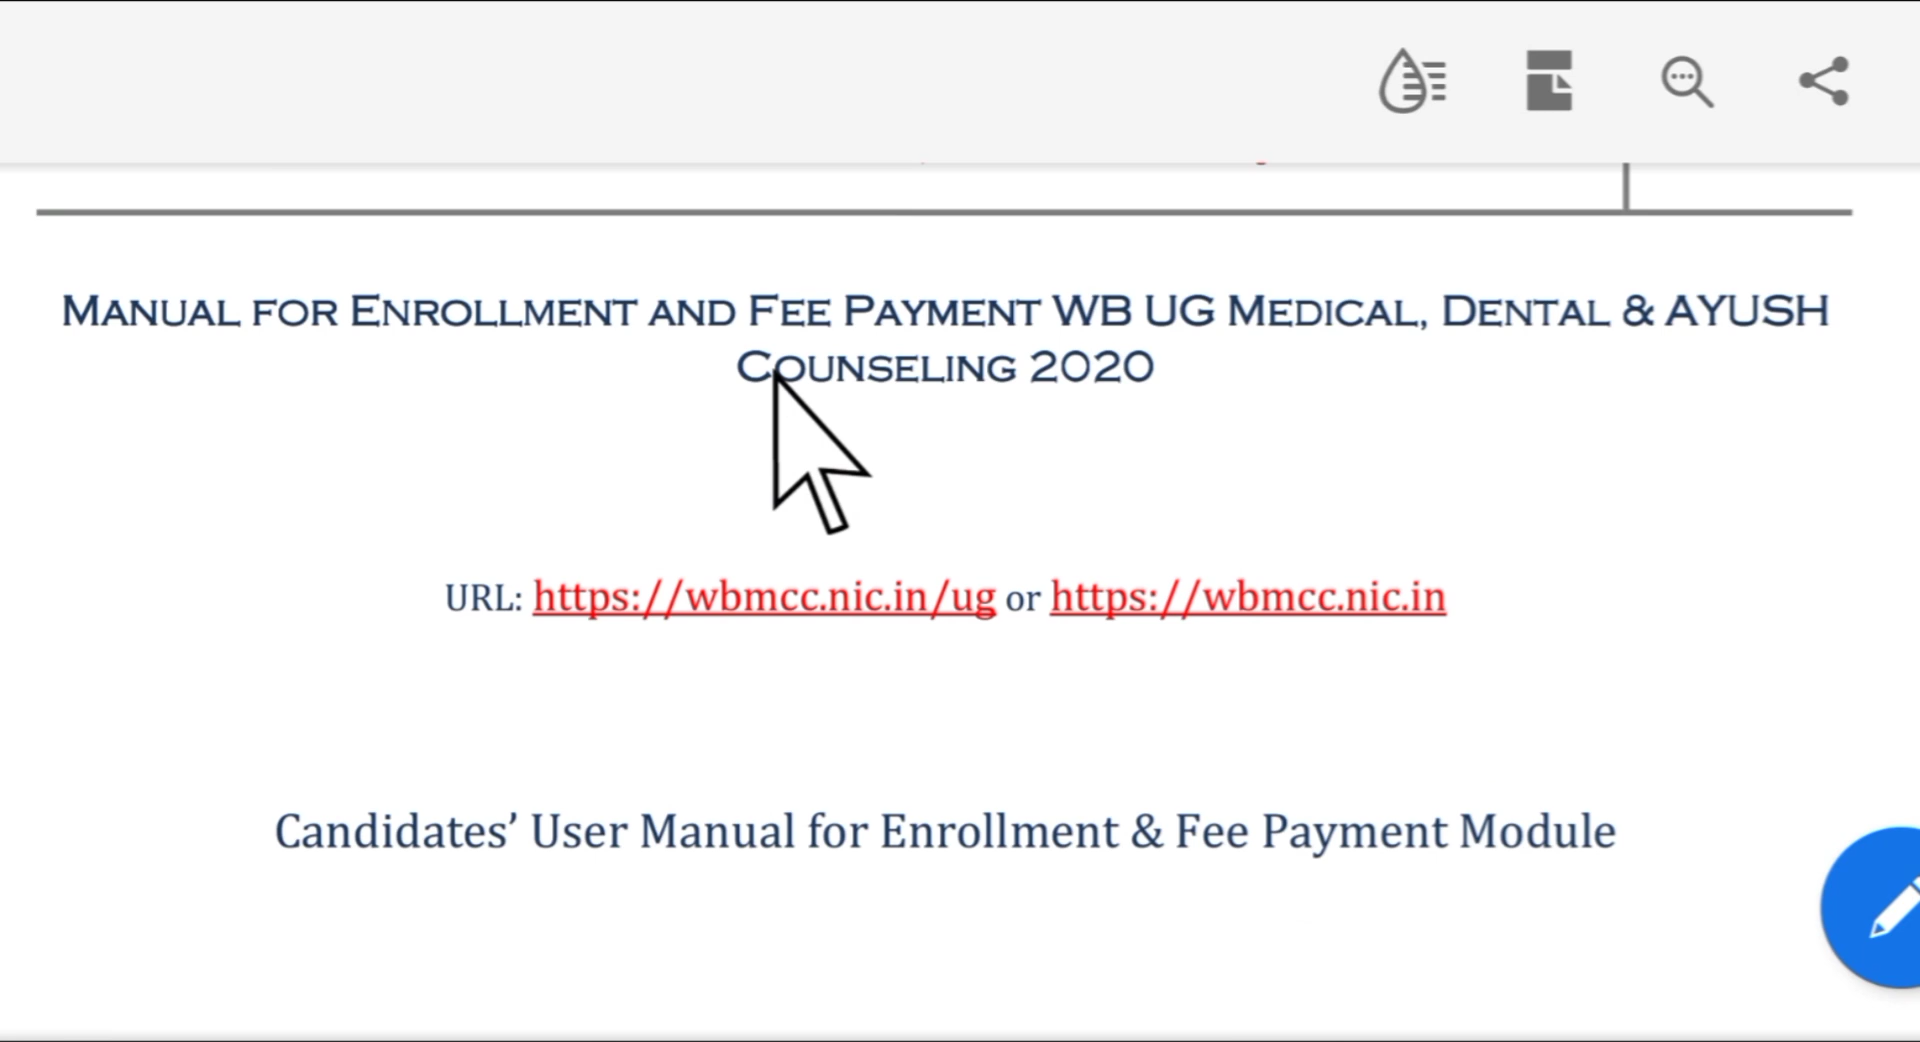 Manual for Enrollment and Fee Payment WB UG Medical, Dental & AYUSH
Counseling 2020
URL: https://wbmcc.nic.in/ug or https://wbmcc.nic.in
Candidates’ User Manual for Enrollment & Fee Payment Module